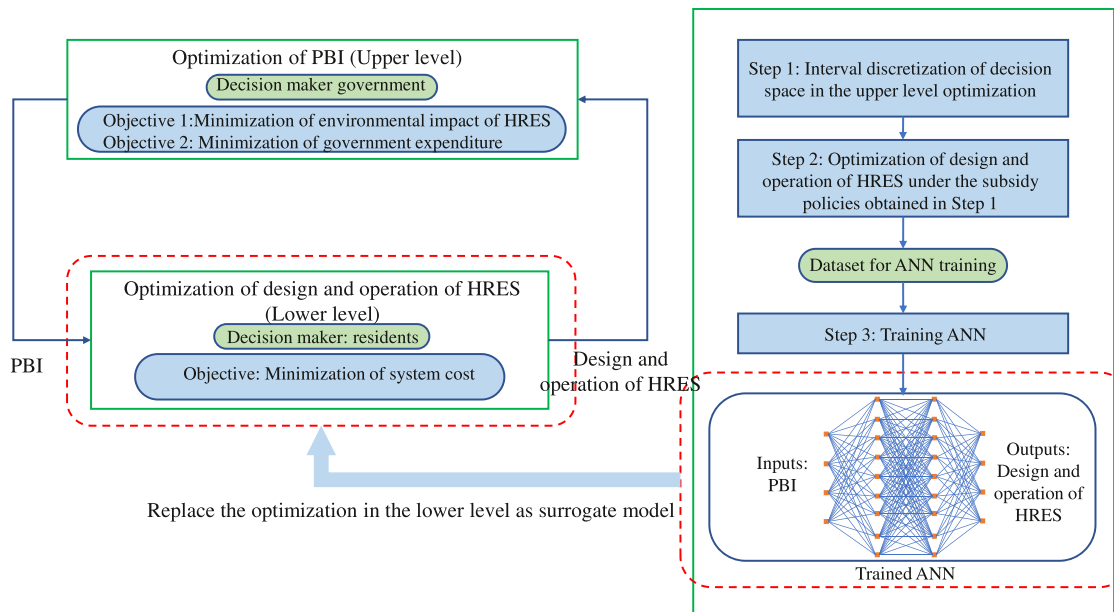 Optimization of PBI (Upper level)
Decision maker government
Objective 1:Minimization of environmental impact of HRES
Objective 2: Minimization of government expenditure
Optimization of design and operation of HRES
(Lower level)
Decision maker: residents
Objective: Minimization of system cost
PBI
Design and
operation of HRES
Replace the optimization in the lower level as surrogate model
Step 1: Interval discretization of decision
space in the upper level optimization
Step 2: Optimization of design and
operation of HRES under the subsidy
policies obtained in Step 1
Dataset for ANN training
Step 3: Training ANN
Inputs:
PBI
Outputs:
Design and
operation of
HRES
Trained ANN